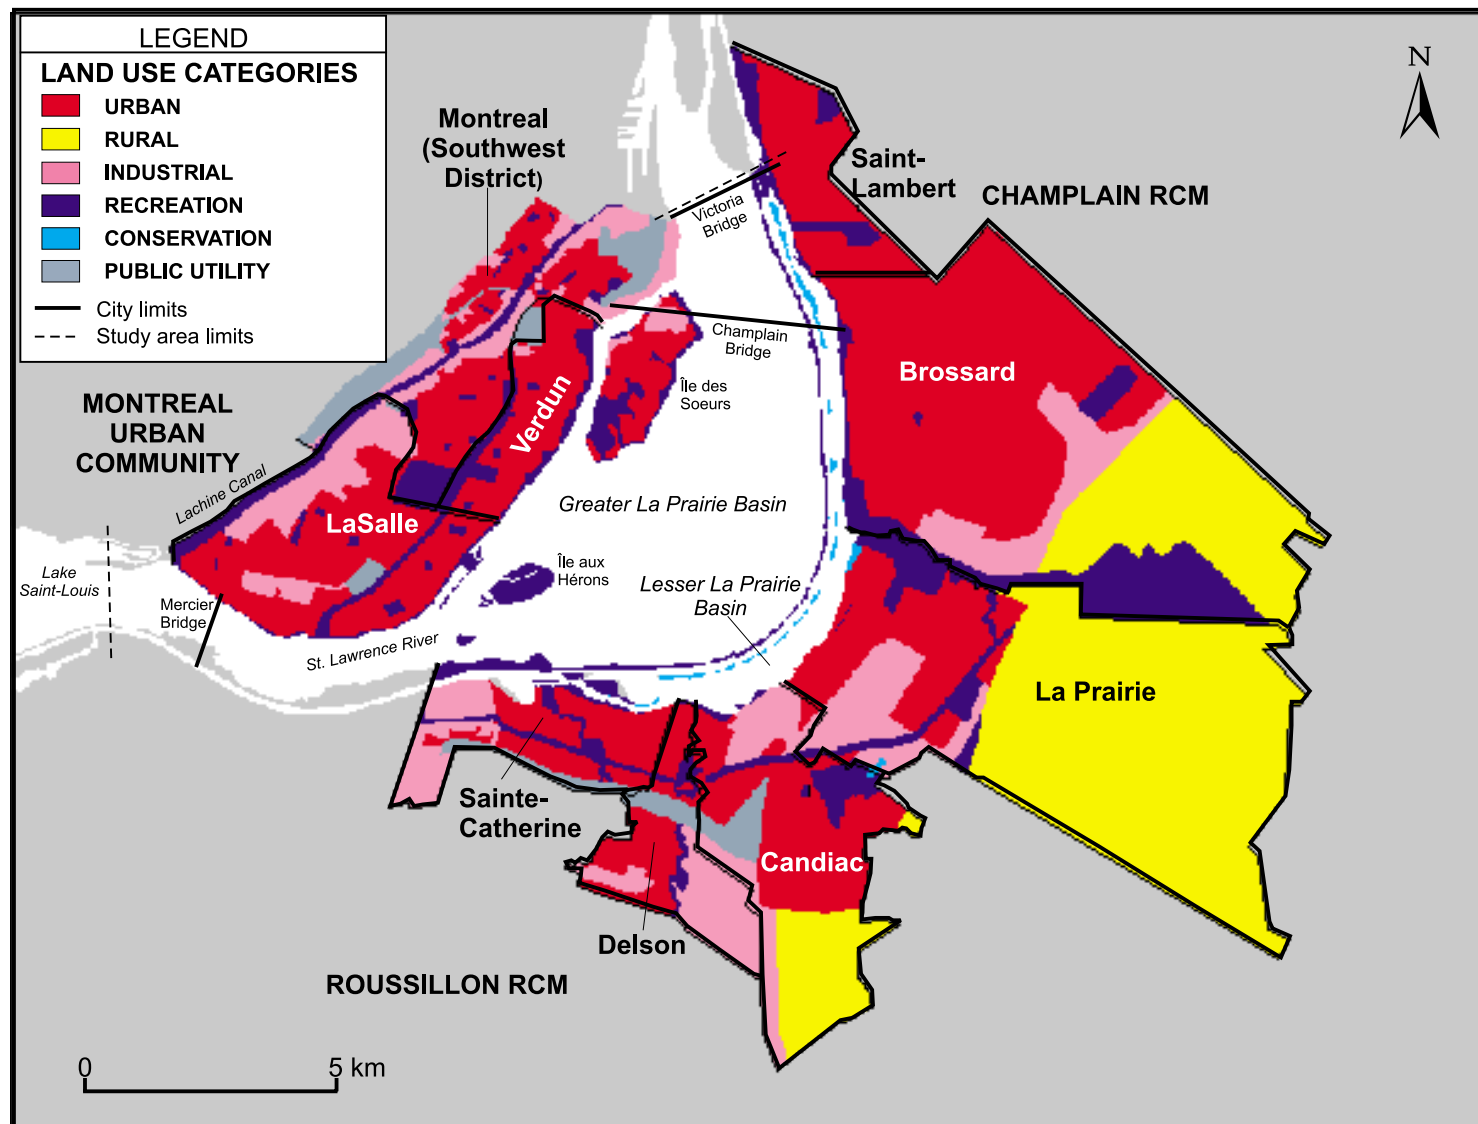 LEGEND
LAND USE CATEGORIES
URBAN
RURAL
INDUSTRIAL
RECREATION
CONSERVATION
PUBLIC UTILITY
City limits
Study area limits
N
Montreal
(Southwest
District)
Saint-
Lambert
CHAMPLAIN RCM
Victoria
Bridge
Champlain
Bridge
Brossard
Île des
Soeurs
Verdun
MONTREAL
URBAN
COMMUNITY
Lachine Canal
LaSalle
Greater La Prairie Basin
Île aux
Hérons
Lesser La Prairie
Basin
Lake
Saint-Louis
Mercier
Bridge
St. Lawrence River
La Prairie
Sainte-
Catherine
Candiac
Delson
ROUSSILLON RCM
0
5 km